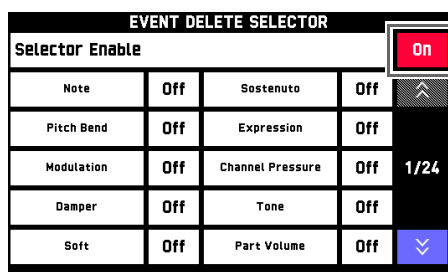 EVENT DELETE SELECTOR
Selector Enable On
Note Off Sostenuto Off
Pitch Bend Off Expression Off
Modulation Off Channel Pressure Off 1/24
Damper Off Tone Off
Soft Off Part Volume Off